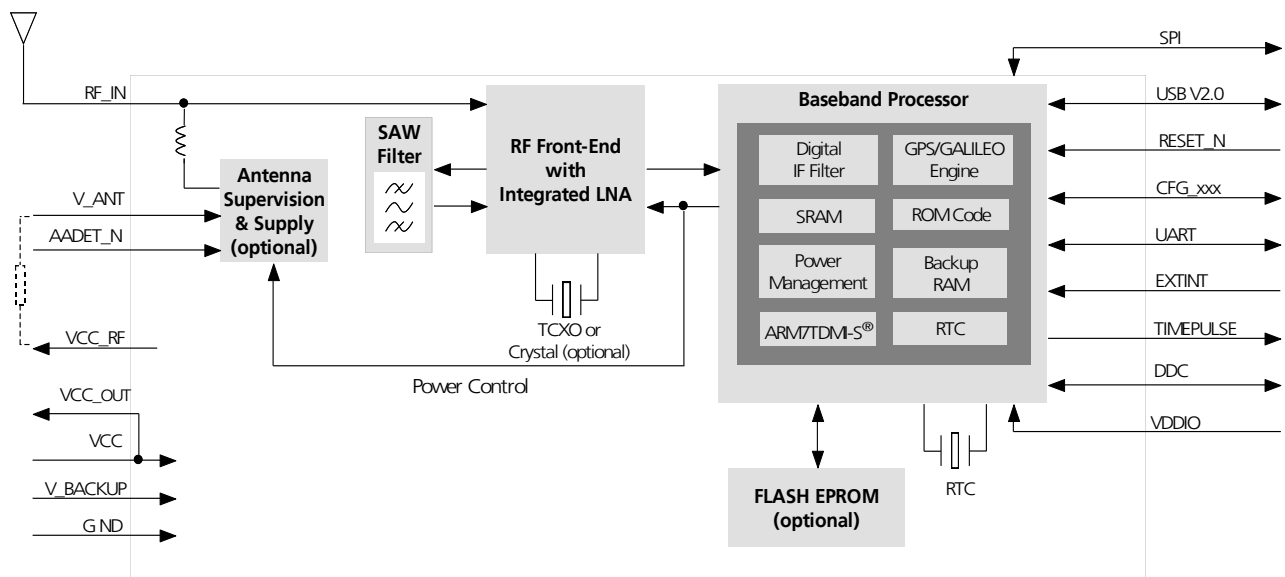 SPI
RF_IN
Baseband Processor
USB V2.0
SAW
Filter
RF Front-End
with
Integrated LNA
Digital
IF Filter
GPS/GALILEO
Engine
RESET_N
Antenna
Supervision
& Supply
(optional)
V_ANT
AADET_N
SRAM
ROM Code
CFG_xxx
UART
Power
Management
Backup
RAM
EXTINT
TCXO or
Crystal (optional)
ARM7TDMI-S®
RTC
TIMEPULSE
VCC_RF
Power Control
DDC
VCC_OUT
VDDIO
VCC
V_BACKUP
FLASH EPROM
(optional)
RTC
GND